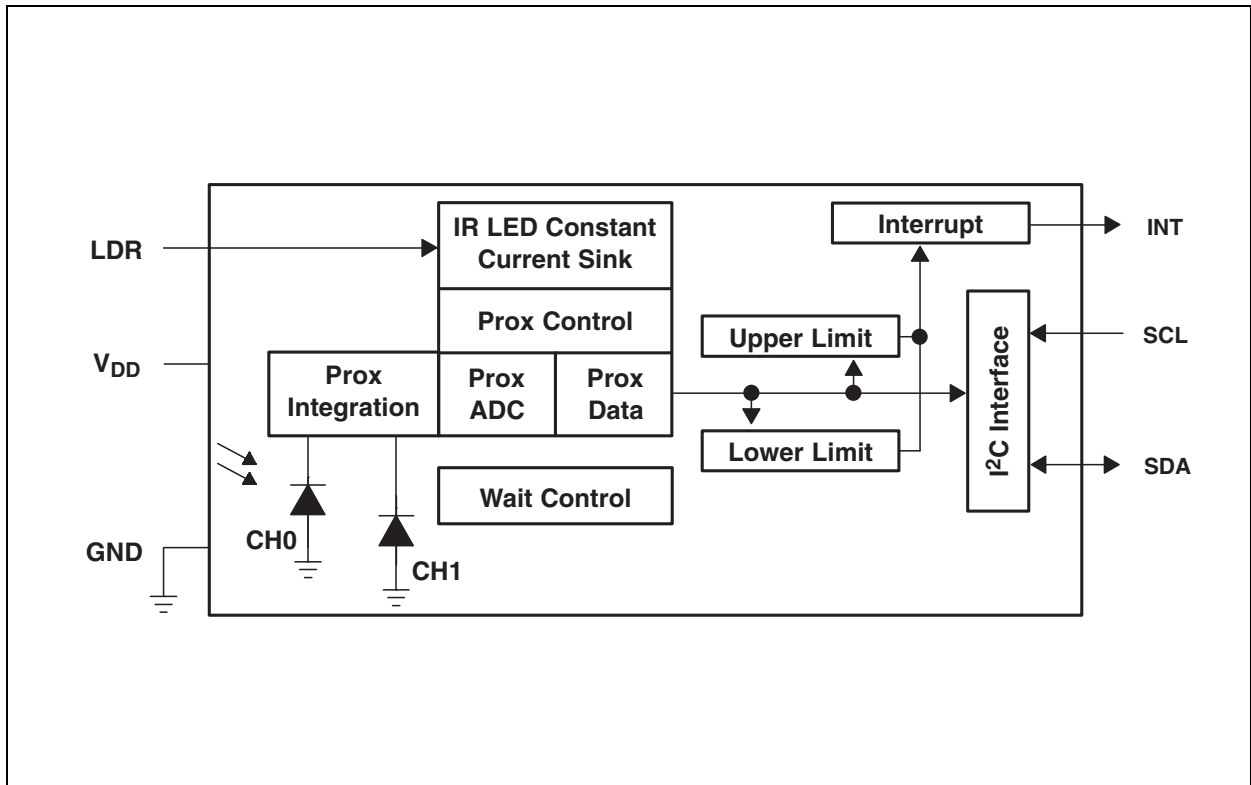 LDR
V_DD
GND
IR LED Constant
Current Sink
Prox Control
Prox
Integration
Prox
ADC
Prox
Data
Wait Control
CH0
CH1
Interrupt
Upper Limit
Lower Limit
I²C Interface
INT
SCL
SDA